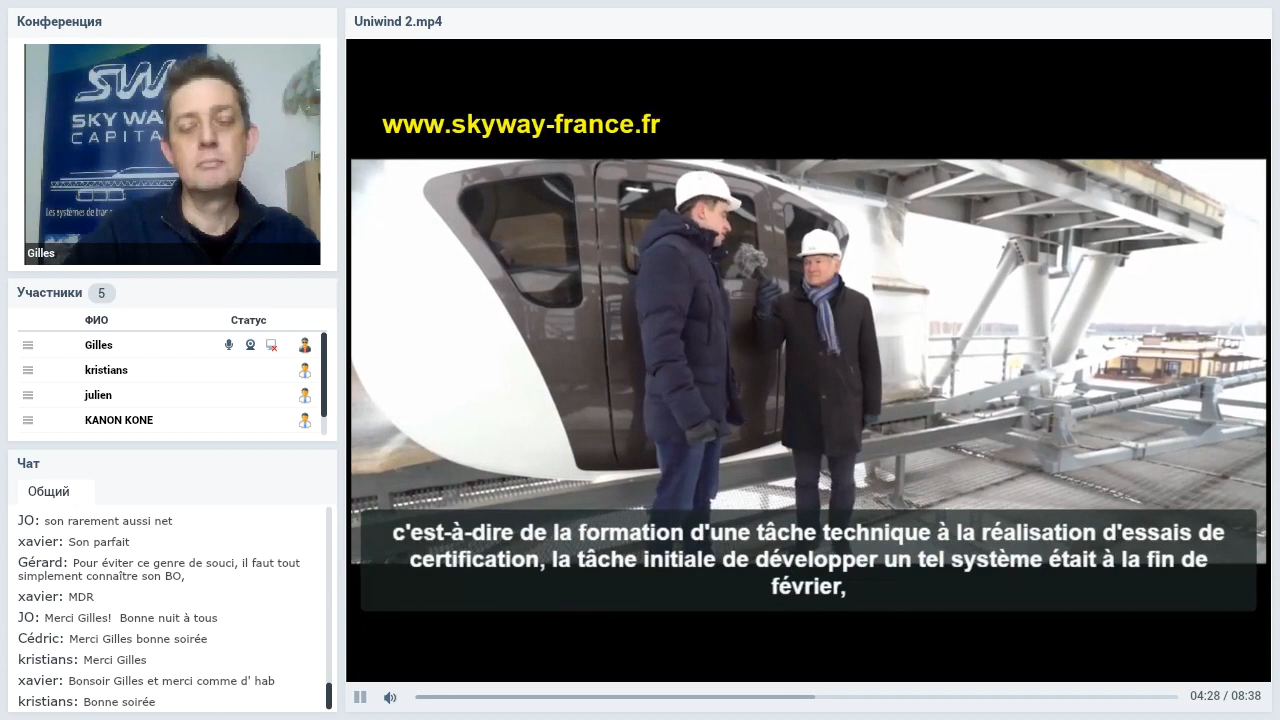 Конференция
SW
SKY WA
CAPITA
Gilles
Участники 5
ФИО Статус
Gilles
kristians
julien
KANON KONE
Чат
Общий
JO: son rarement aussi net
xavier: Son parfait
Gérard: Pour éviter ce genre de souci, il faut tout
simplement connaître son BO,
xavier: MDR
JO: Merci Gilles! Bonne nuit à tous
Cédric: Merci Gilles bonne soirée
kristians: Merci Gilles
xavier: Bonsoir Gilles et merci comme d' hab
kristians: Bonne soirée
Uniwind 2.mp4
www.skyway-france.fr
c'est-à-dire de la formation d'une tâche technique à la réalisation d'essais de
certification, la tâche initiale de développer un tel système était à la fin de
février,
04:28 / 08:38